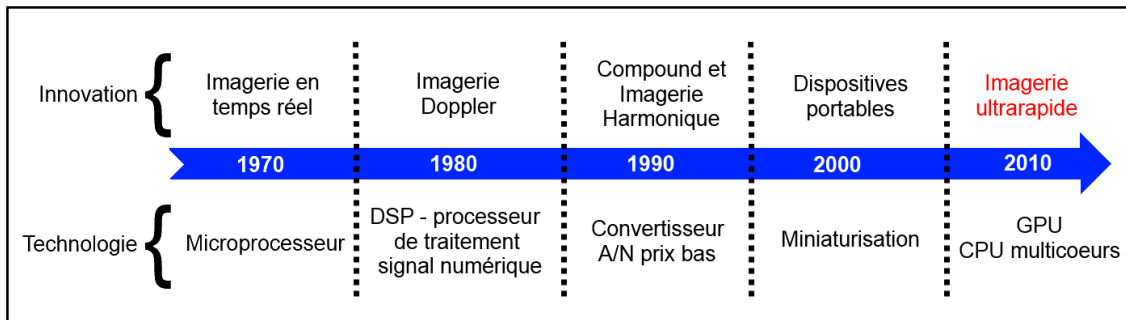 Innovation
Imagerie en
temps réel
Imagerie
Doppler
Compound et
Imagerie
Harmonique
Dispositives
portables
Imagerie
ultrarapide
1970
1980
1990
2000
2010
Technologie
Microprocesseur
DSP - processeur
de traitement
signal numérique
Convertisseur
A/N prix bas
Miniaturisation
GPU
CPU multicoeurs